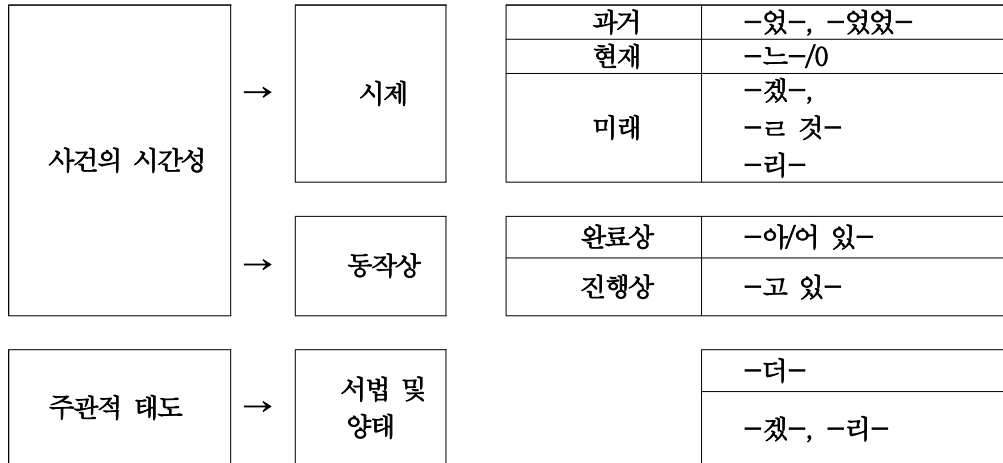 과거 -었-, -었었-
현재 -느-/0
사건의 시간성 → 시제
미래 -겠-,
-ㄹ 것-
-리-
→ 동작상
완료상 -아/어 있-
진행상 -고 있-
주관적 태도 → 서법 및
양태
-더-
-겠-, -리-